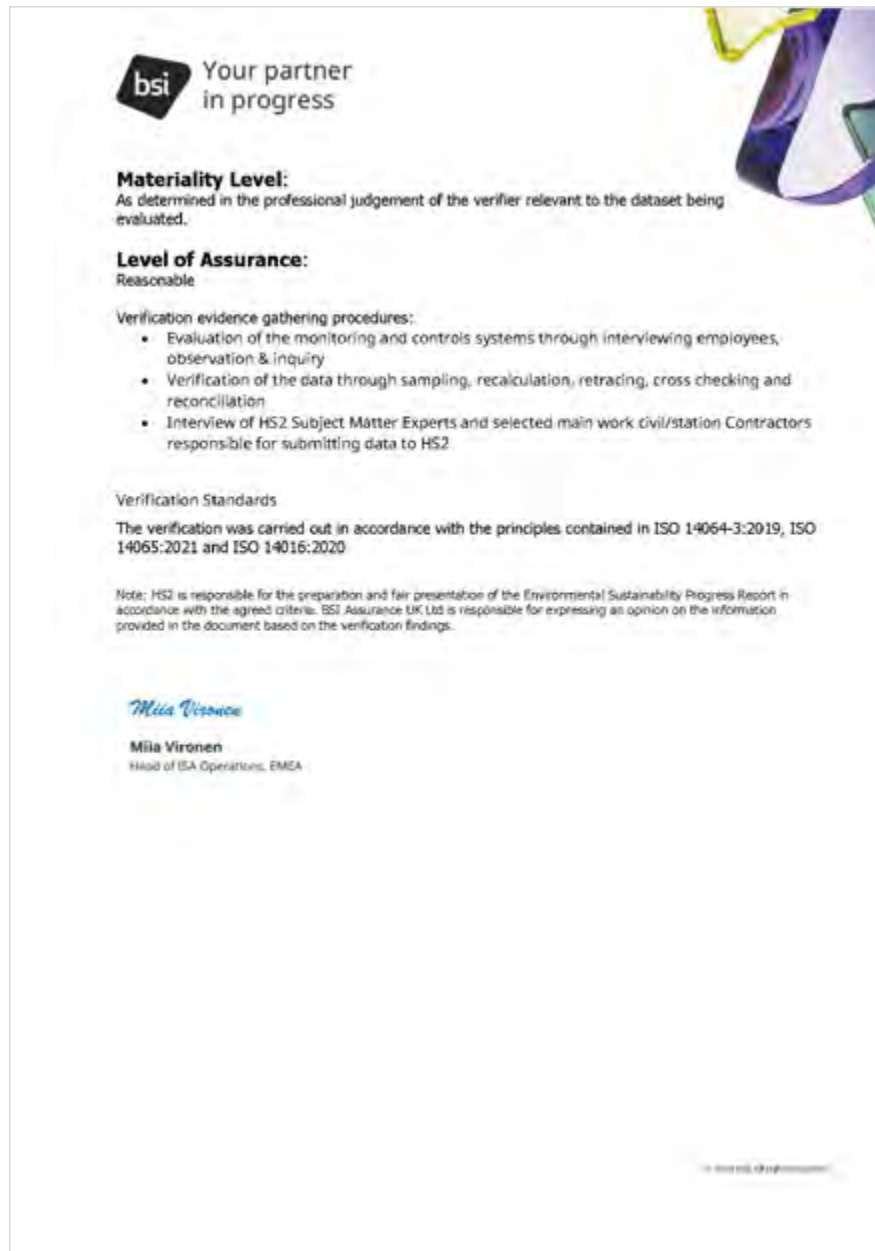 bsi
Your partner
in progress
Materiality Level:
As determined in the professional judgement of the verifier relevant to the dataset being
evaluated.
Level of Assurance:
Reasonable
Verification evidence gathering procedures:
• Evaluation of the monitoring and controls systems through interviewing employees,
observation & inquiry
• Verification of the data through sampling, recalculation, retracing, cross checking and
reconciliation
• Interview of HS2 Subject Matter Experts and selected main work civil/station Contractors
responsible for submitting data to HS2
Verification Standards
The verification was carried out in accordance with the principles contained in ISO 14064-3:2019, ISO
14065:2021 and ISO 14016:2020
Note: HS2 is responsible for the preparation and fair presentation of the Environmental Sustainability Progress Report in
accordance with the agreed criteria. BSI Assurance UK Ltd is responsible for expressing an opinion on the information
provided in the document based on the verification findings.
Miia Vironen
Miia Vironen
Head of ISA Operations, EMEA